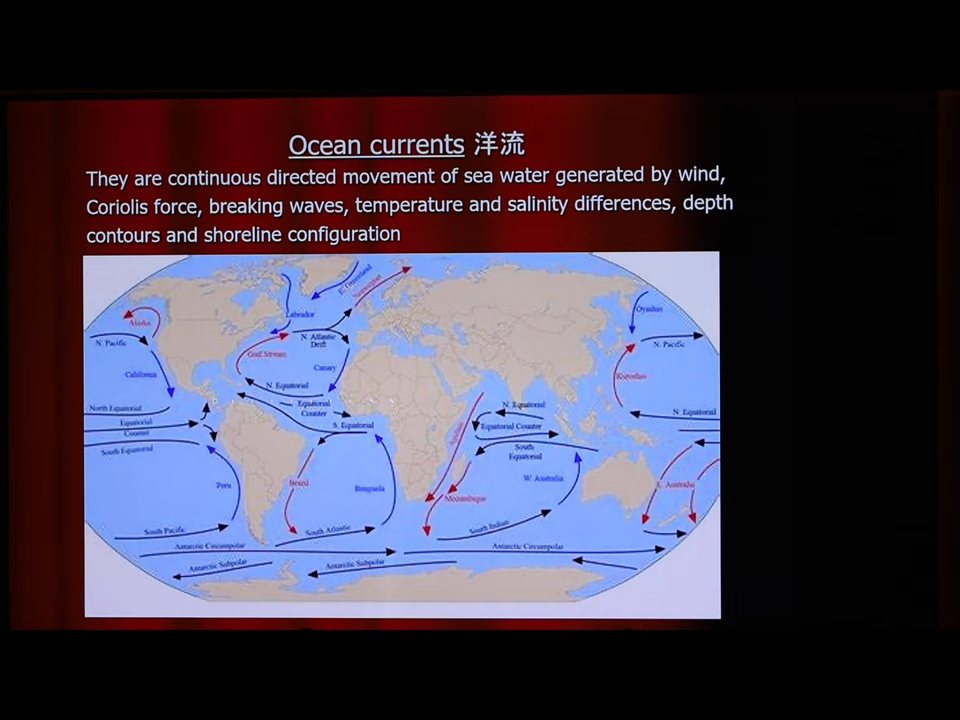 Ocean currents 洋流
They are continuous directed movement of sea water generated by wind,
Coriolis force, breaking waves, temperature and salinity differences, depth
contours and shoreline configuration
E. Greenland
Norwegian
Labrador
Oyashio
Alaska
N. Pacific
N. Atlantic
Drift
N. Pacific
Gulf Stream
California
Canary
Kuroshio
N. Equatorial
North Equatorial
Equatorial
Counter
N. Equatorial
N. Equatorial
Equatorial
Counter
S. Equatorial
Equatorial Counter
South Equatorial
South
Equatorial
Peru
Brazil
Benguela
W. Australia
E. Australia
Mozambique
South Pacific
South Atlantic
South Indian
Antarctic Circumpolar
Antarctic Circumpolar
Antarctic Subpolar
Antarctic Subpolar